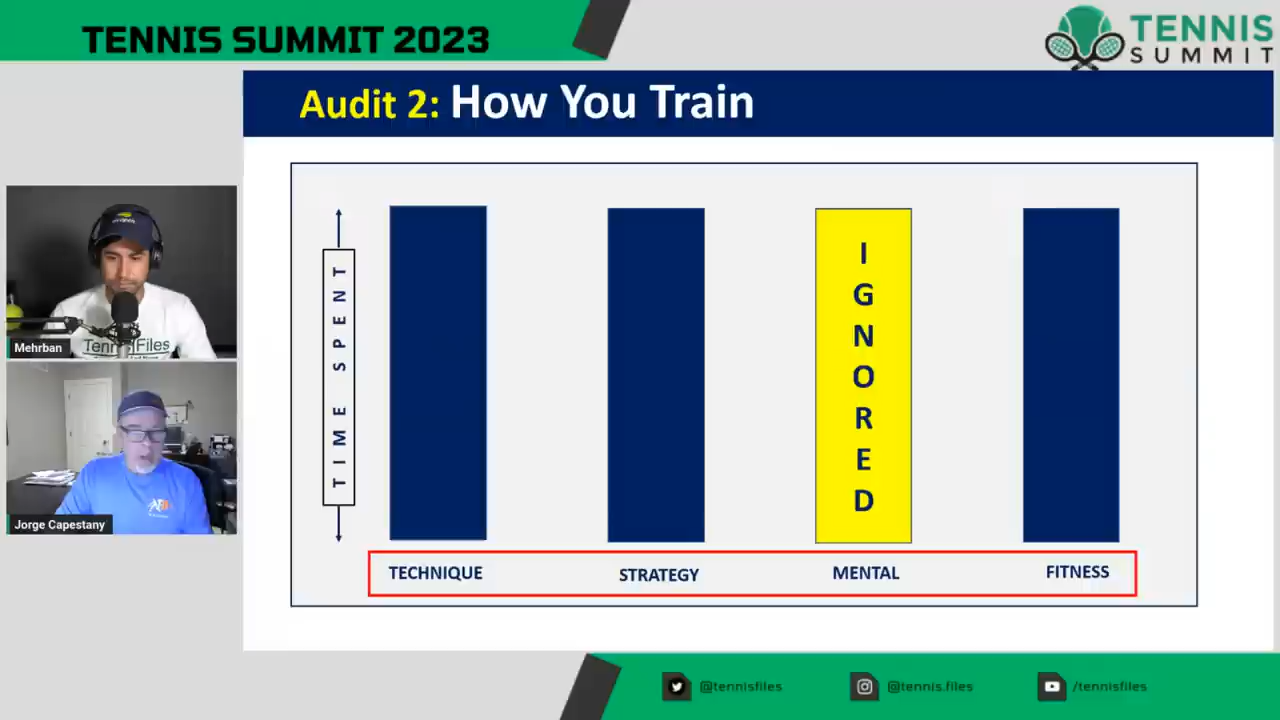 TENNIS SUMMIT 2023
TENNIS
SUMMIT
Audit 2: How You Train
TIME SPENT
IGNORED
TECHNIQUE
STRATEGY
MENTAL
FITNESS
Mehrban
Jorge Capestany
@tennisfiles
@tennis.files
/tennisfiles